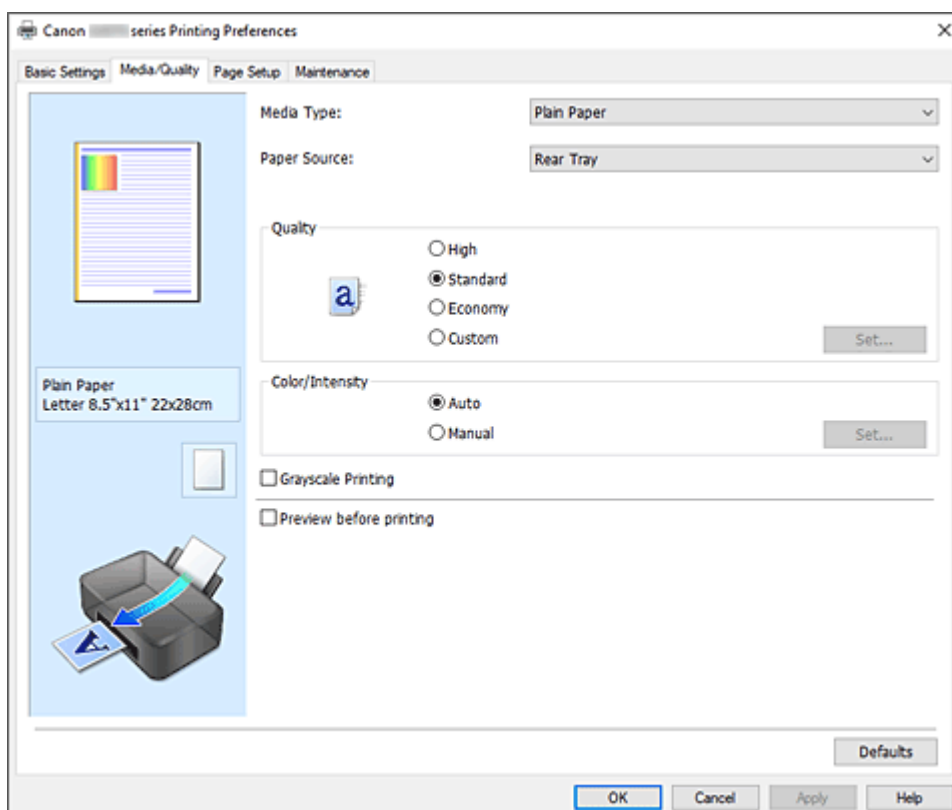 Canon series Printing Preferences
Basic Settings Media/Quality Page Setup Maintenance
Media Type: Plain Paper
Paper Source: Rear Tray
Quality
High
a Standard
Economy
Custom Set...
Plain Paper
Letter 8.5"x11" 22x28cm
Color/Intensity
Auto
Manual Set...
Grayscale Printing
Preview before printing
A
Defaults
OK Cancel Apply Help